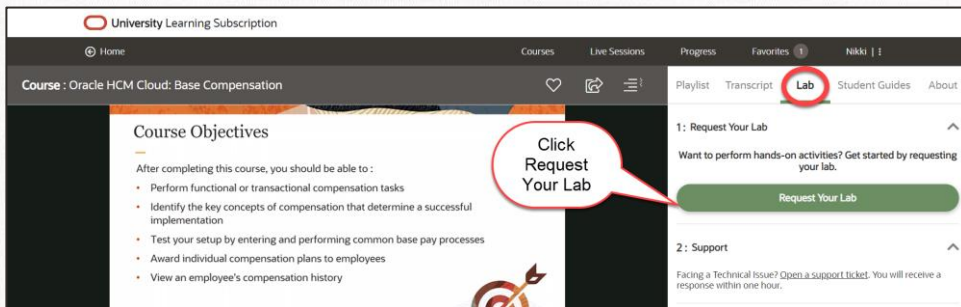 University Learning Subscription
Home Courses Live Sessions Progress Favorites 1 Nikki
Course : Oracle HCM Cloud: Base Compensation
Playlist Transcript Lab Student Guides About
Course Objectives
After completing this course, you should be able to :
• Perform functional or transactional compensation tasks
• Identify the key concepts of compensation that determine a successful
implementation
• Test your setup by entering and performing common base pay processes
• Award individual compensation plans to employees
• View an employee's compensation history
Click
Request
Your Lab
1: Request Your Lab
Want to perform hands-on activities? Get started by requesting
your lab.
Request Your Lab
2: Support
Facing a Technical Issue? Open a support ticket. You will receive a
response within one hour.